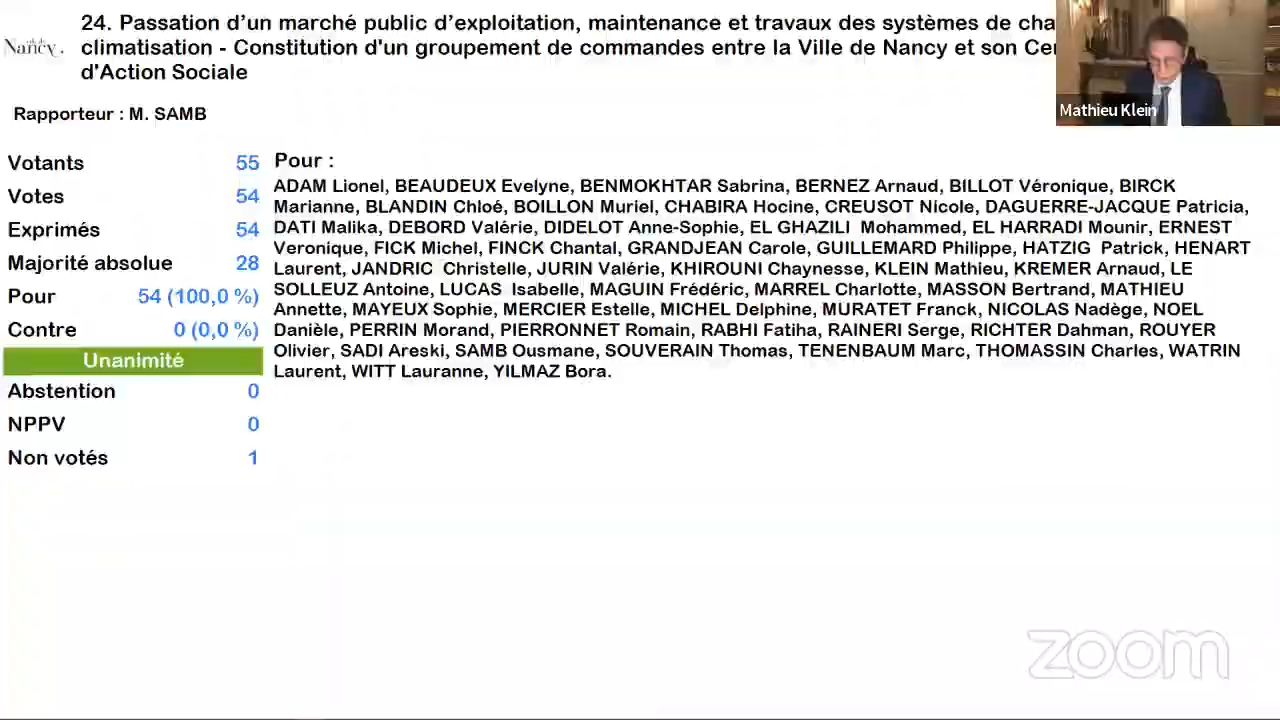 24. Passation d’un marché public d’exploitation, maintenance et travaux des systèmes de
climatisation - Constitution d'un groupement de commandes entre la Ville de Nancy et son
d'Action Sociale
ville de
Nancy.
Mathieu Klein
Rapporteur : M. SAMB
Votants 55
Votes 54
Exprimés 54
Majorité absolue 28
Pour 54 (100,0 %)
Contre 0 (0,0 %)
Unanimité
Abstention 0
NPPV 0
Non votés 1
Pour :
ADAM Lionel, BEAUDEUX Evelyne, BENMOKHTAR Sabrina, BERNEZ Arnaud, BILLOT Véronique, BIRCK
Marianne, BLANDIN Chloé, BOILLON Muriel, CHABIRA Hocine, CREUSOT Nicole, DAGUERRE-JACQUE Patricia,
DATI Malika, DEBORD Valérie, DIDELOT Anne-Sophie, EL GHAZILI Mohammed, EL HARRADI Mounir, ERNEST
Veronique, FICK Michel, FINCK Chantal, GRANDJEAN Carole, GUILLEMARD Philippe, HATZIG Patrick, HENART
Laurent, JANDRIC Christelle, JURIN Valérie, KHIROUNI Chaynesse, KLEIN Mathieu, KREMER Arnaud, LE
SOLLEUZ Antoine, LUCAS Isabelle, MAGUIN Frédéric, MARREL Charlotte, MASSON Bertrand, MATHIEU
Annette, MAYEUX Sophie, MERCIER Estelle, MICHEL Delphine, MURATET Franck, NICOLAS Nadège, NOEL
Danièle, PERRIN Morand, PIERRONNET Romain, RABHI Fatiha, RAINERI Serge, RICHTER Dahman, ROUYER
Olivier, SADI Areski, SAMB Ousmane, SOUVERAIN Thomas, TENENBAUM Marc, THOMASSIN Charles, WATRIN
Laurent, WITT Lauranne, YILMAZ Bora.
zoom